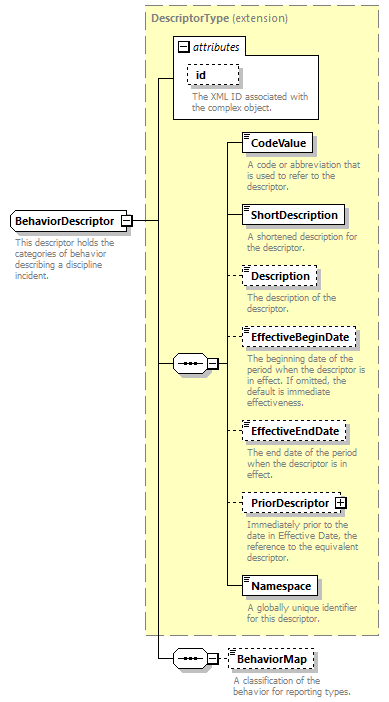 DescriptorType (extension)
attributes
id
The XML ID associated with
the complex object.
CodeValue
A code or abbreviation that
is used to refer to the
descriptor.
ShortDescription
A shortened description for
the descriptor.
BehaviorDescriptor
This descriptor holds the
categories of behavior
describing a discipline
incident.
Description
The description of the
descriptor.
EffectiveBeginDate
The beginning date of the
period when the descriptor is
in effect. If omitted, the
default is immediate
effectiveness.
EffectiveEndDate
The end date of the period
when the descriptor is in
effect.
PriorDescriptor
Immediately prior to the
date in Effective Date, the
reference to the equivalent
descriptor.
Namespace
A globally unique identifier
for this descriptor.
BehaviorMap
A classification of the
behavior for reporting types.